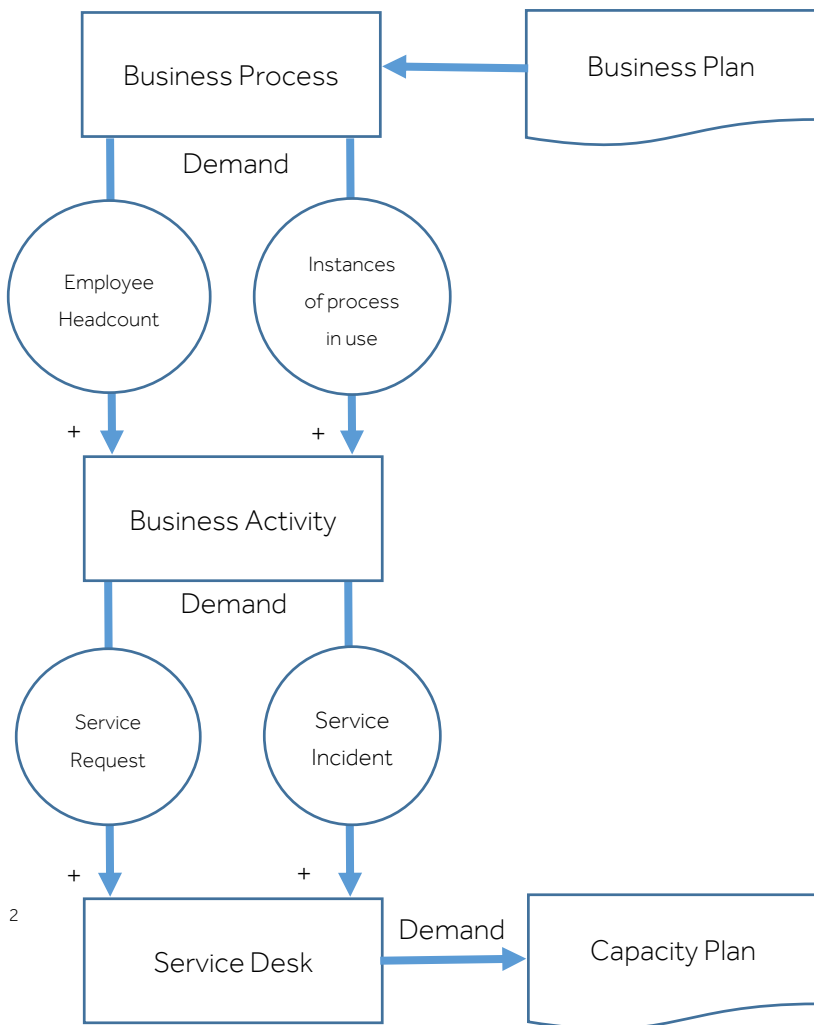 Business Process
Business Plan
Demand
Employee
Headcount
Instances
of process
in use
+
+
Business Activity
Demand
Service
Request
Service
Incident
+
+
2
Service Desk
Demand
Capacity Plan